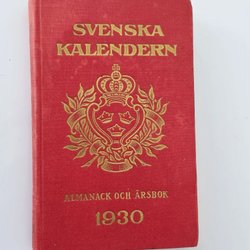 SVENSKA
KALENDERN
ALMANACK OCH ÅRSBOK
1930